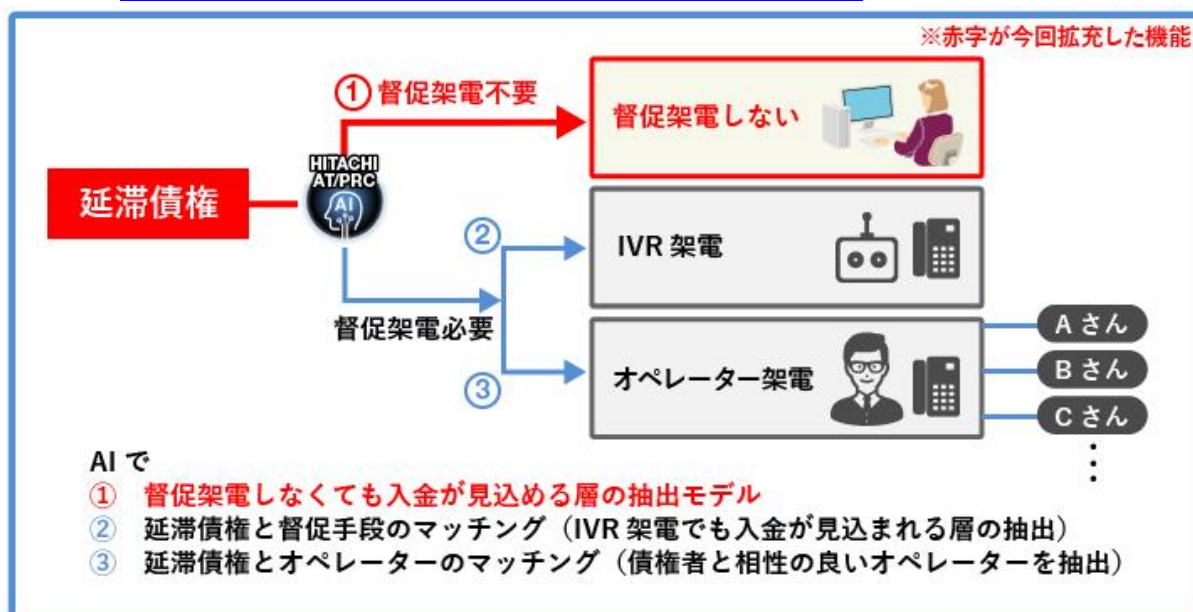 ※赤字が今回拡充した機能
① 督促架電不要
督促架電しない
HITACHI
AT/PRC
AI
延滞債権
②
IVR 架電
督促架電必要
③
オペレーター架電
A さん
B さん
C さん
⋮
AI で
① 督促架電しなくても入金が見込める層の抽出モデル
② 延滞債権と督促手段のマッチング（IVR 架電でも入金が見込まれる層の抽出）
③ 延滞債権とオペレーターのマッチング（債権者と相性の良いオペレーターを抽出）